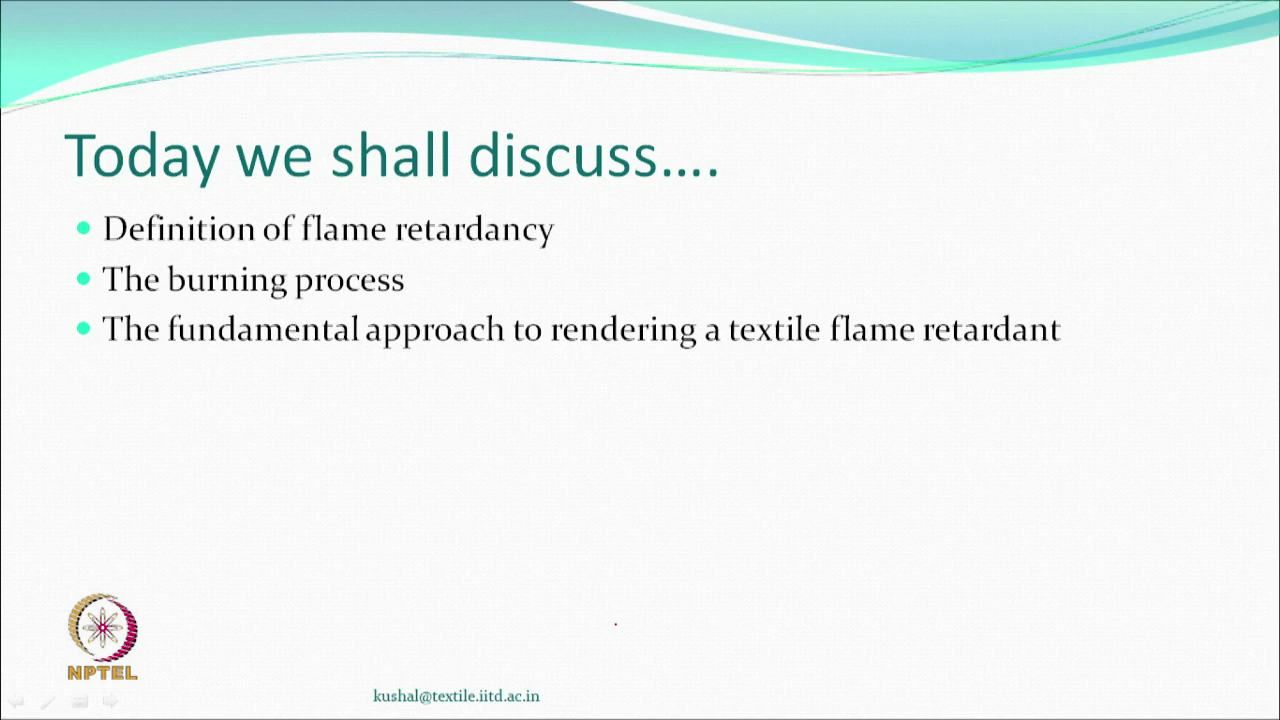 Today we shall discuss....
Definition of flame retardancy
The burning process
The fundamental approach to rendering a textile flame retardant
NPTEL
kushal@textile.iitd.ac.in